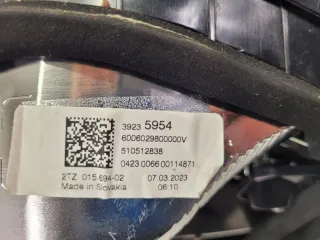 3923 5954
6006029800000V
510512838
0423 0066 00114871
2TZ 015.694-02 07.03.2023
Made in Slovakia 06:10